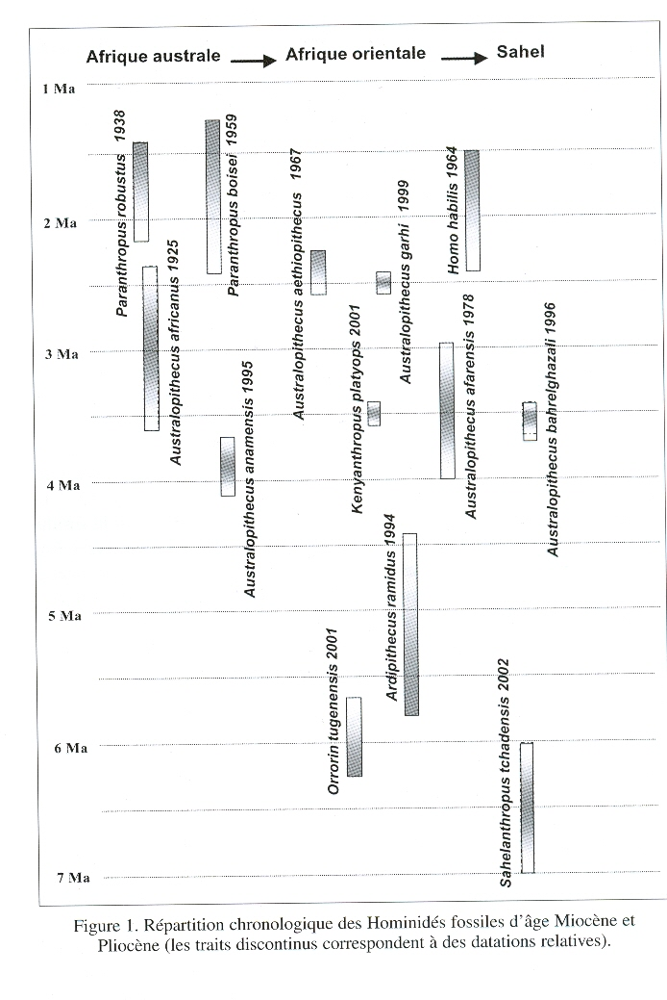 Afrique australe → Afrique orientale → Sahel
1 Ma
Paranthropus robustus 1938
Paranthropus boisei 1959
Australopithecus aethiopithecus 1967
Australopithecus garhi 1999
Homo habilis 1964
2 Ma
Australopithecus africanus 1925
3 Ma
Australopithecus anamensis 1995
Kenyanthropus platyops 2001
Australopithecus afarensis 1978
Australopithecus bahrelghazali 1996
4 Ma
Ardipithecus ramidus 1994
5 Ma
Orrorin tugenensis 2001
Sahelanthropus tchadensis 2002
6 Ma
7 Ma
Figure 1. Répartition chronologique des Hominidés fossiles d'âge Miocène et
Pliocène (les traits discontinus correspondent à des datations relatives).